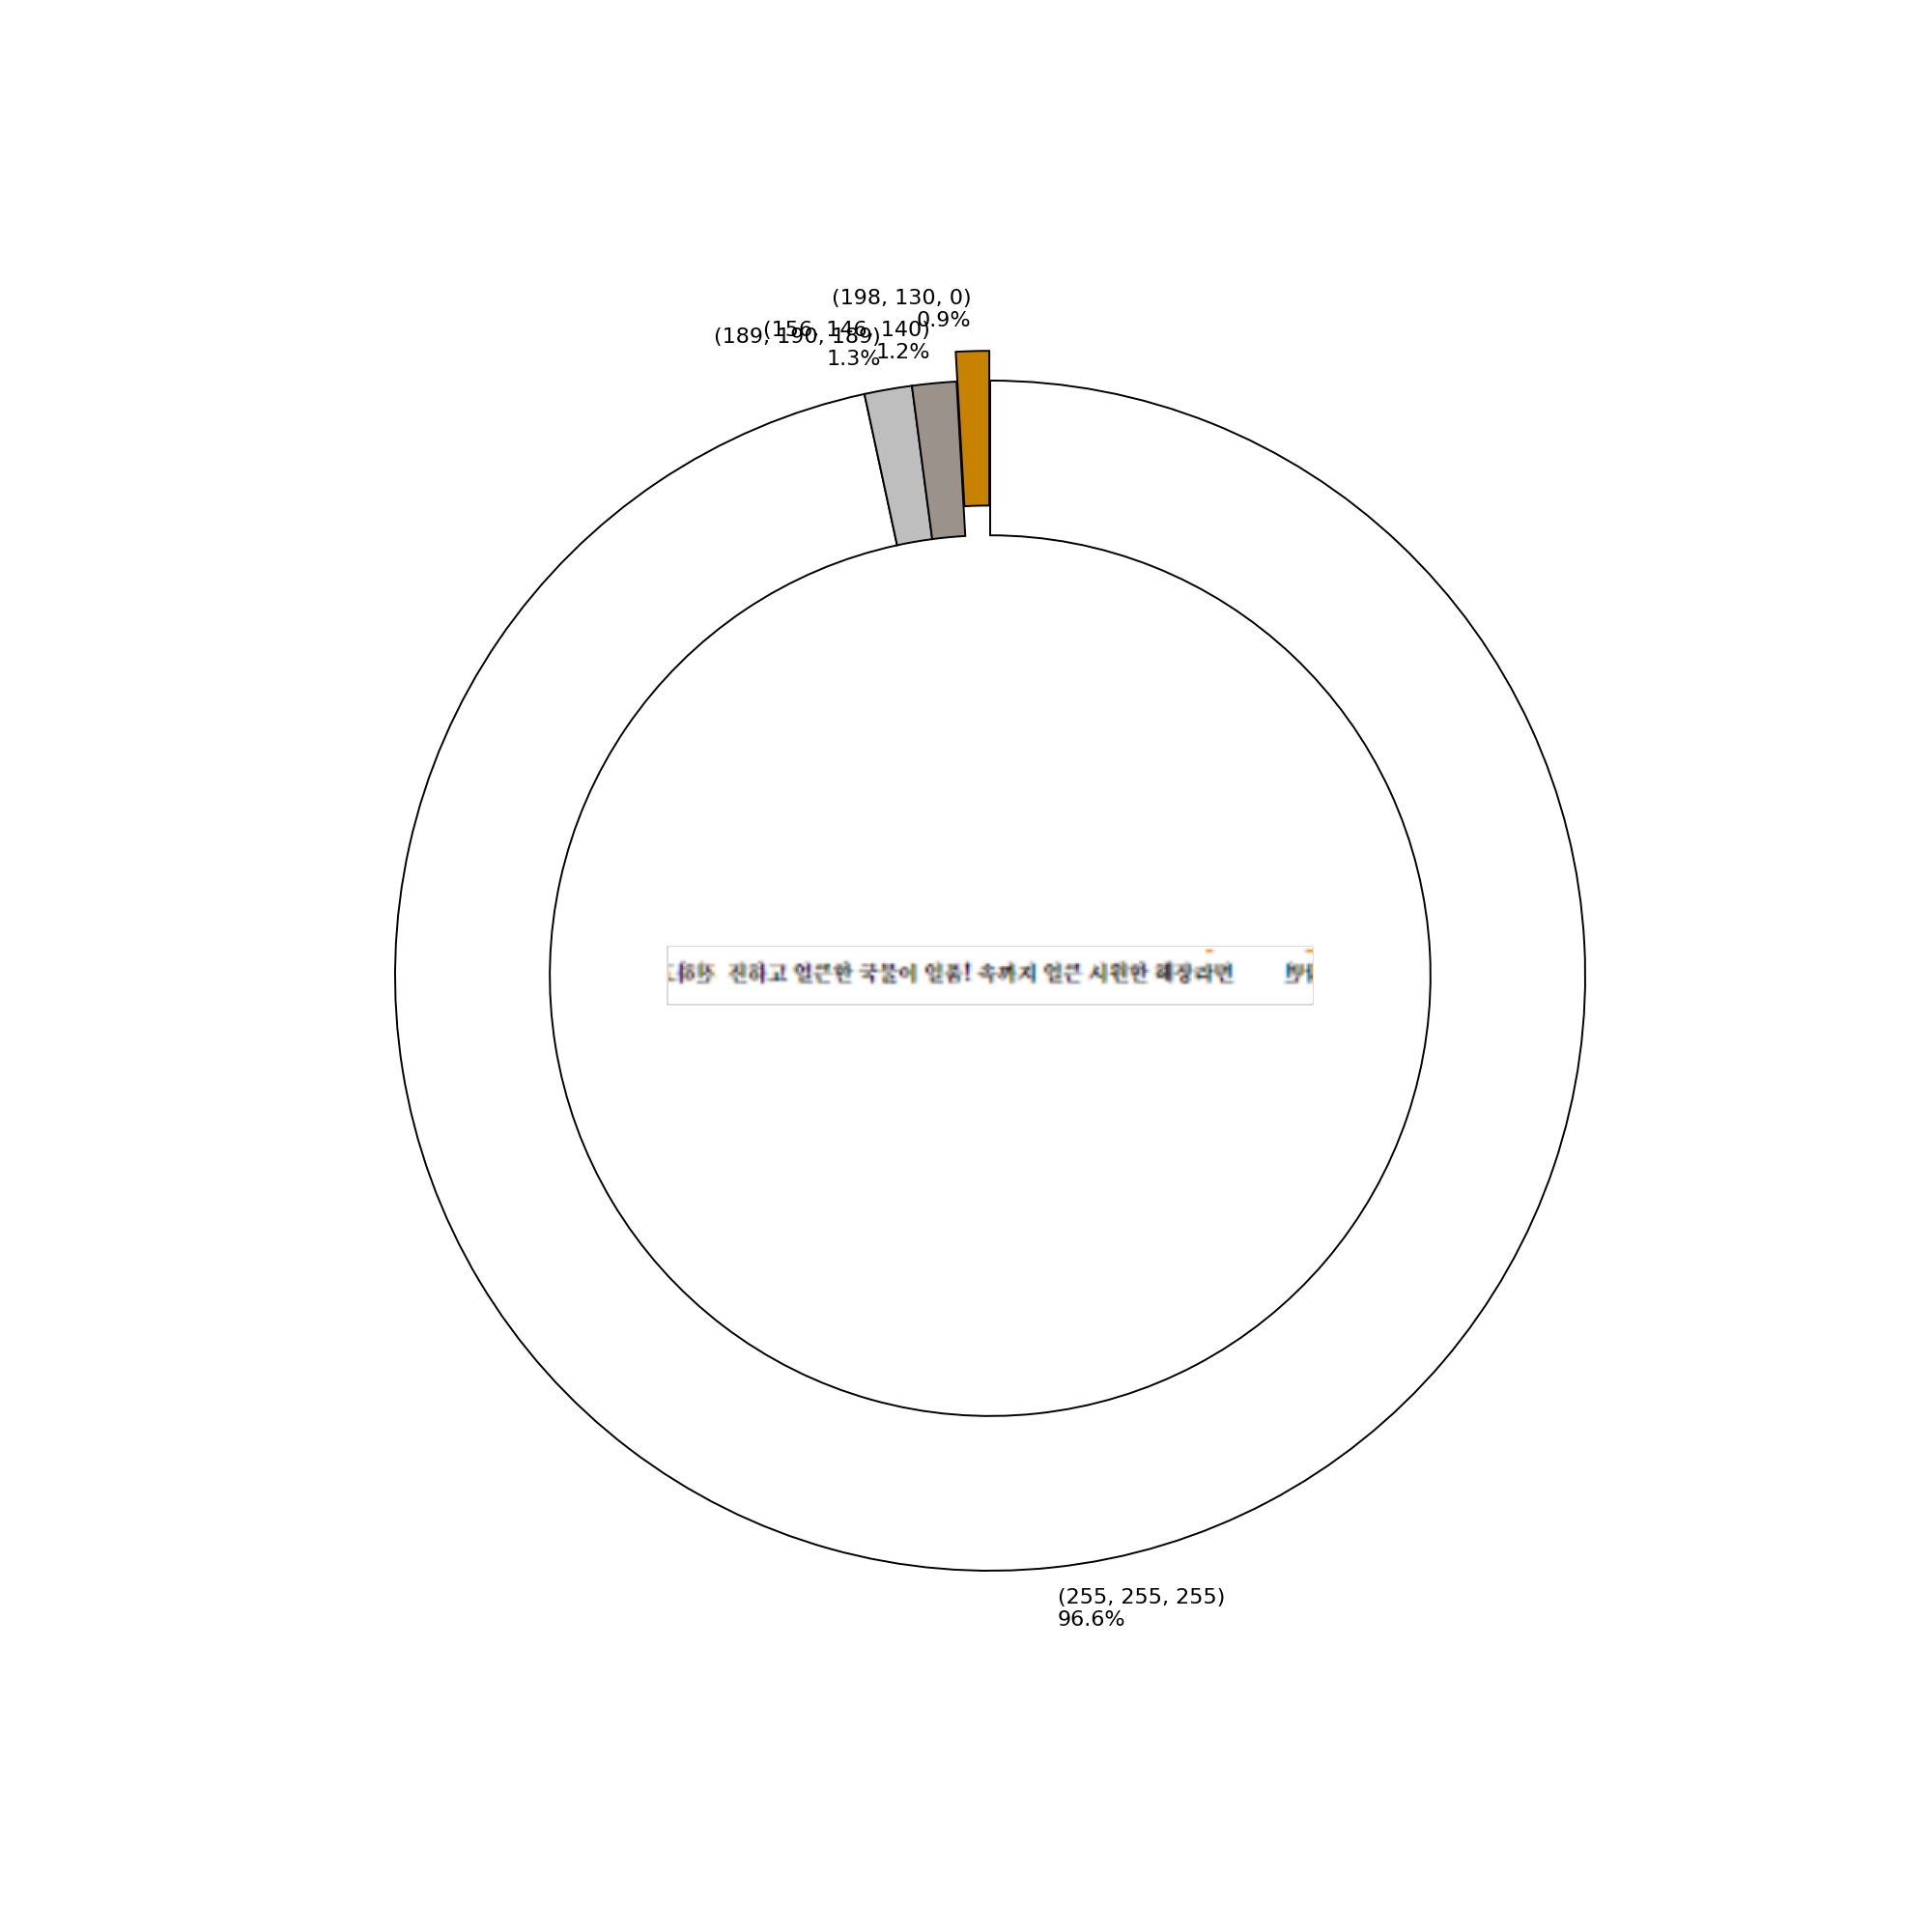 (198, 130, 0)
0.9%
(156, 146, 140)
1.2%
(189, 190, 189)
1.3%
진하고 얼큰한 국물이 일품! 속까지 얼큰 시원한 해장라면
(255, 255, 255)
96.6%